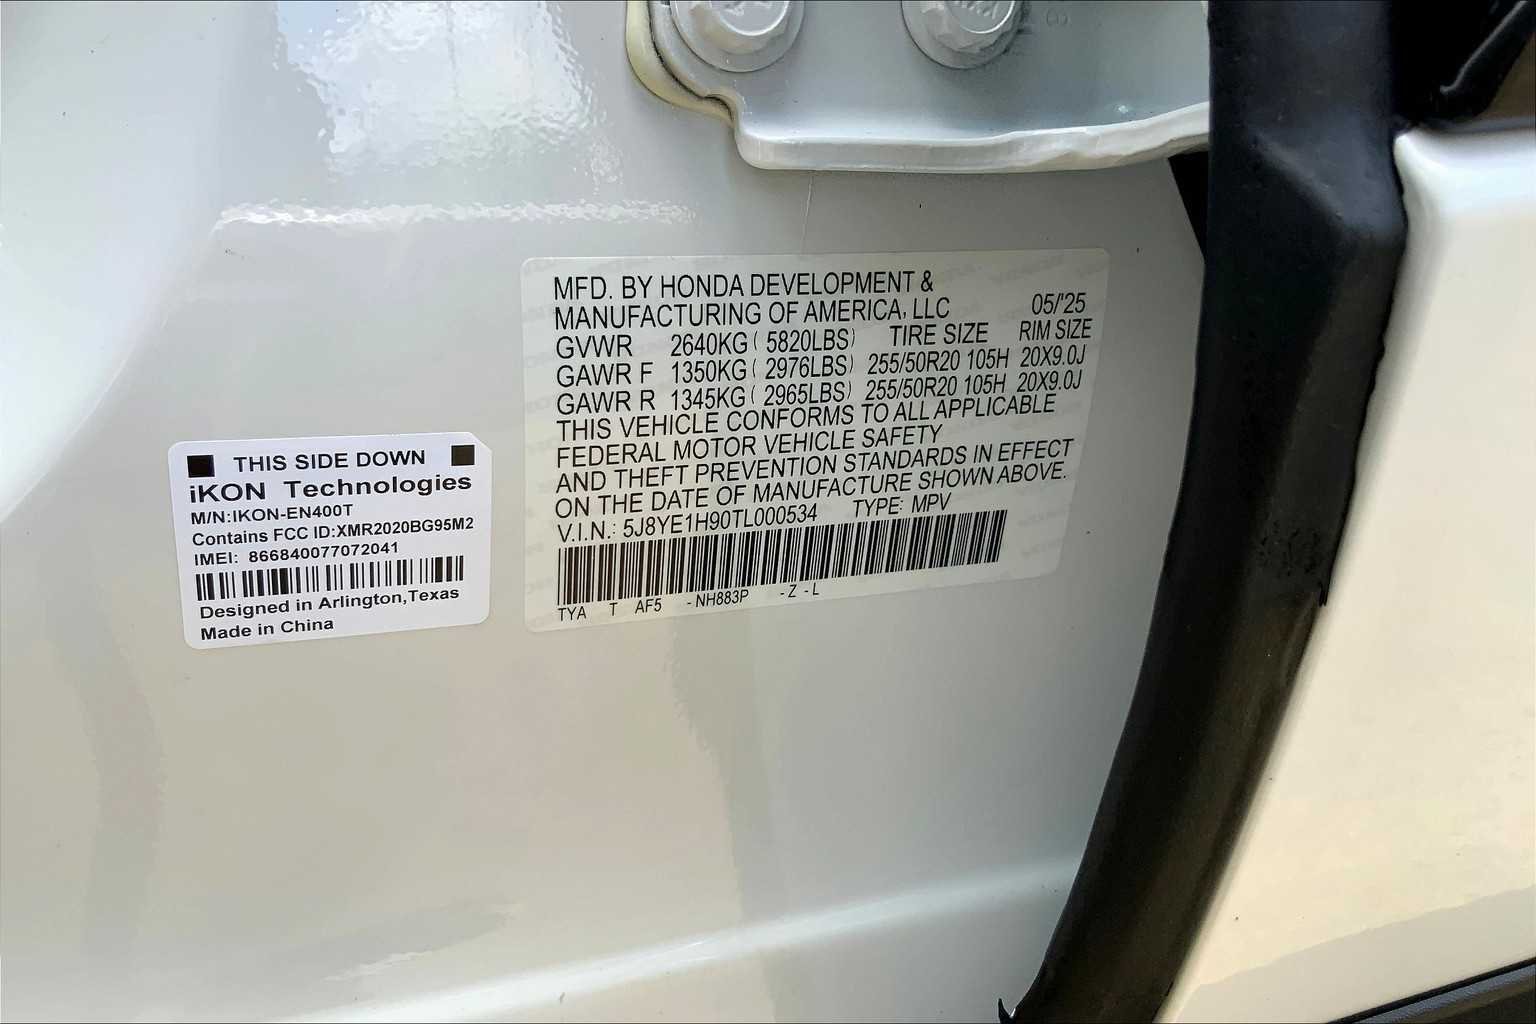 MFD. BY HONDA DEVELOPMENT &
MANUFACTURING OF AMERICA, LLC 05/'25
GVWR 2640KG ( 5820LBS) TIRE SIZE RIM SIZE
GAWR F 1350KG ( 2976LBS) 255/50R20 105H 20X9.0J
GAWR R 1345KG ( 2965LBS) 255/50R20 105H 20X9.0J
THIS VEHICLE CONFORMS TO ALL APPLICABLE
FEDERAL MOTOR VEHICLE SAFETY
AND THEFT PREVENTION STANDARDS IN EFFECT
ON THE DATE OF MANUFACTURE SHOWN ABOVE.
V.I.N.: 5J8YE1H90TL000534 TYPE: MPV
TYA T AF5 -NH883P -Z-L
THIS SIDE DOWN
iKON Technologies
M/N:IKON-EN400T
Contains FCC ID:XMR2020BG95M2
IMEI: 866840077072041
Designed in Arlington,Texas
Made in China